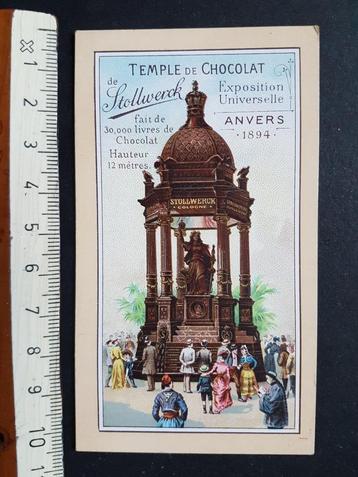 TEMPLE DE CHOCOLAT
de Stollwerck
fait de
30,000 livres de
Chocolat
Hauteur
12 mètres.
Exposition
Universelle
ANVERS
1894
STOLLWERCK
COLOGNE
1
2
3
4
5
6
7
8
9
10